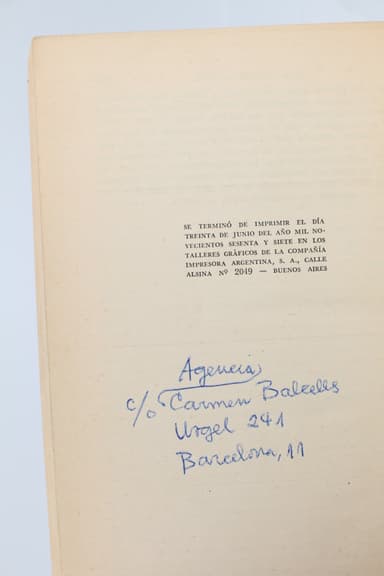 SE TERMINÓ DE IMPRIMIR EL DÍA
TREINTA DE JUNIO DEL AÑO MIL NO-
VECIENTOS SESENTA Y SIETE EN LOS
TALLERES GRÁFICOS DE LA COMPAÑÍA
IMPRESORA ARGENTINA, S. A., CALLE
ALSINA Nº 2049 — BUENOS AIRES
Agencia
c/o Carmen Balcells
Urgel 241
Barcelona, 11